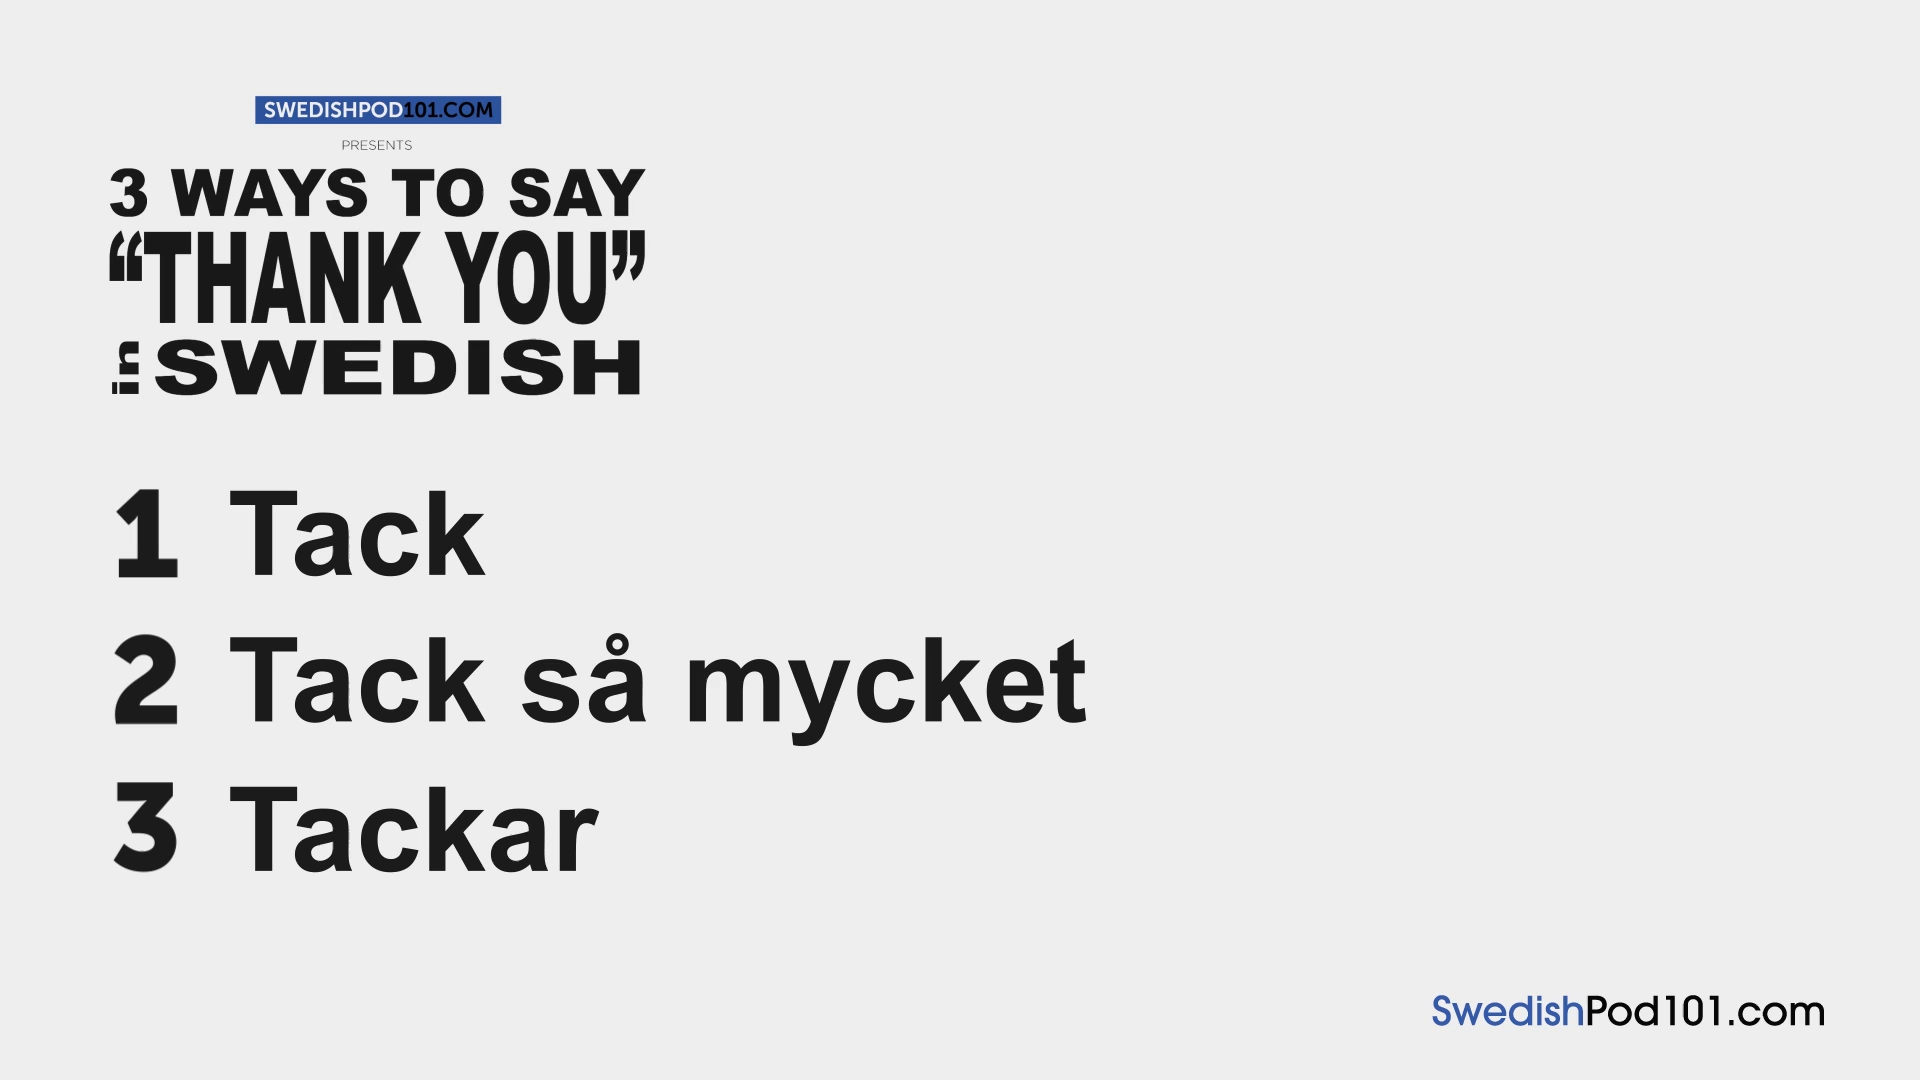 SWEDISHPOD101.COM
PRESENTS
3 WAYS TO SAY
“THANK YOU”
in SWEDISH
1 Tack
2 Tack så mycket
3 Tackar
SwedishPod101.com